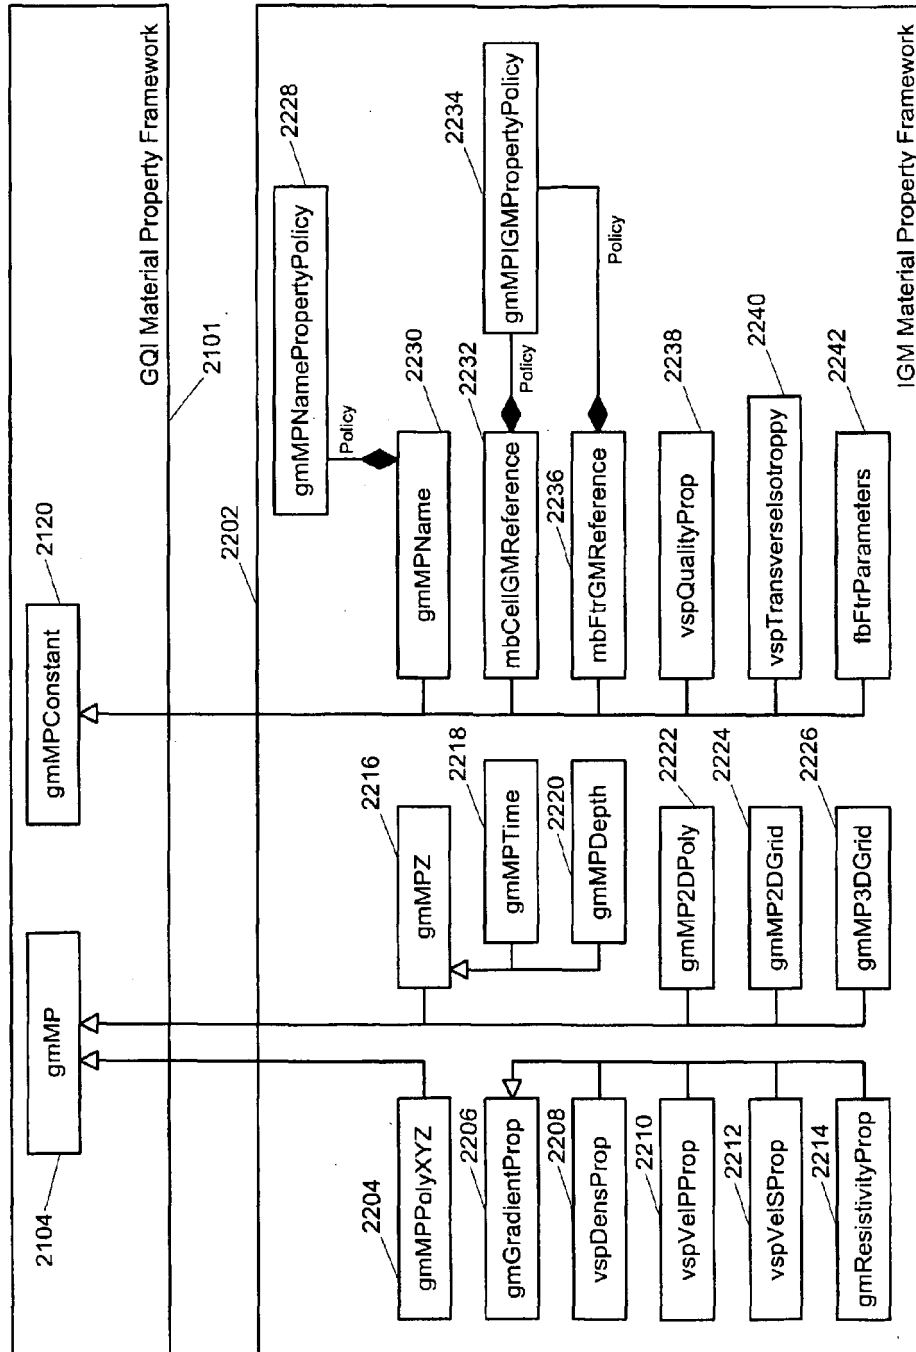 2104
gmMP
gmMPConstant
2120
GQI Material Property Framework
2101
2202
gmMPNamePropertyPolicy
2228
Policy
2204
gmMPPolyXYZ
2216
gmMPZ
gmMPName
2230
2206
gmGradientProp
2218
gmMPTime
2232
mbCellGMReference
Policy
gmMPIGMPropertyPolicy
2234
2208
vspDensProp
2220
gmMPDepth
2236
mbFtrGMReference
Policy
2210
vspVelPProp
gmMP2DPoly
2222
vspQualityProp
2238
2212
vspVelSProp
gmMP2DGrid
2224
vspTransverseIsotroppy
2240
2214
gmResistivityProp
gmMP3DGrid
2226
fbFtrParameters
2242
IGM Material Property Framework